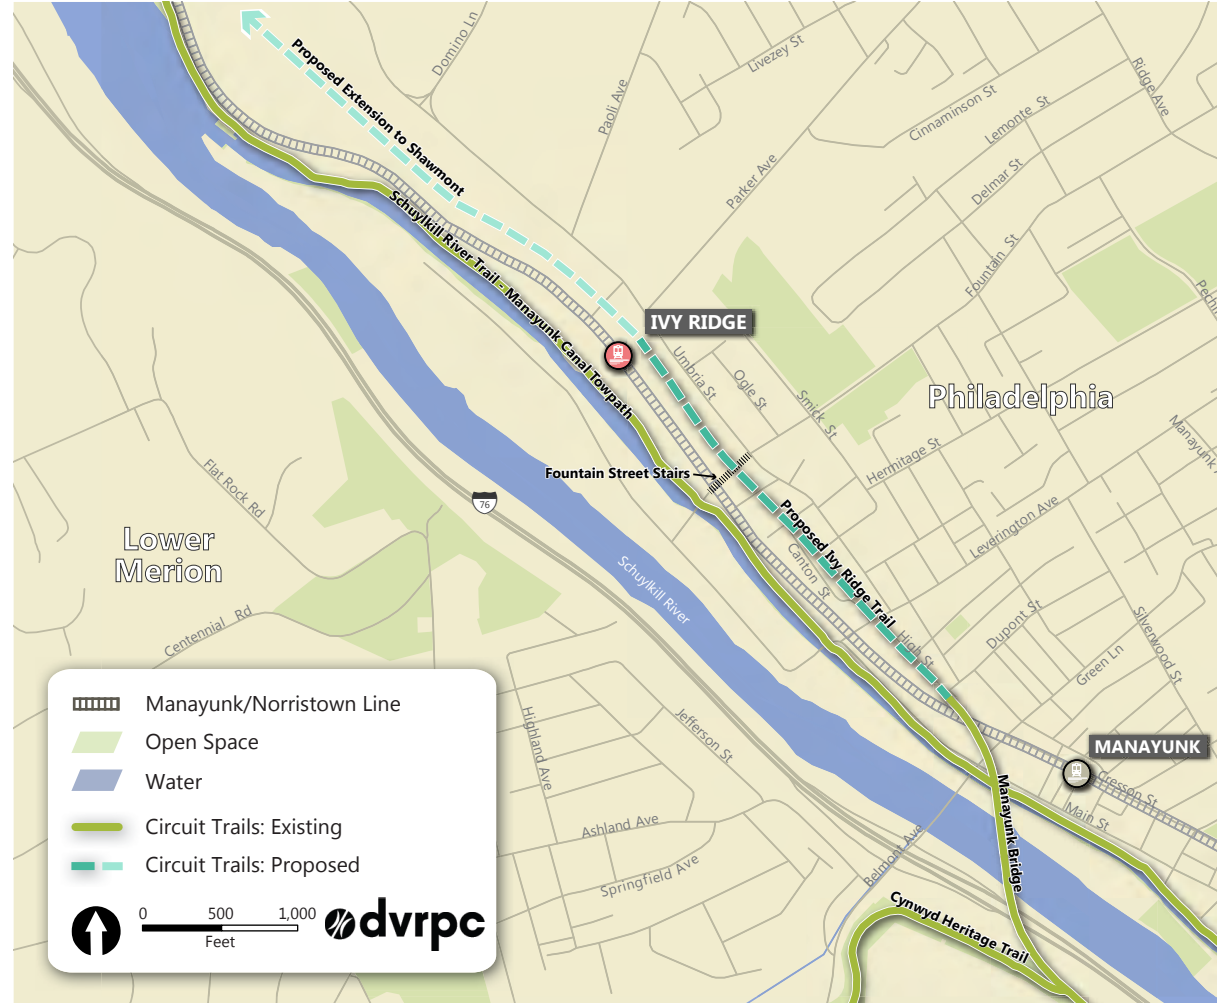 Domino Ln
Livezey St
Ridge Ave
Proposed Extension to Shawmont
Paoli Ave
Cinnaminson St
Lemonte St
Parker Ave
Delmar St
Schuylkill River Trail - Manayunk Canal Towpath
Fountain St
IVY RIDGE
Umbria St
Ogle St
Smick St
Philadelphia
Hermitage St
Manayunk
Flat Rock Rd
Fountain Street Stairs
76
Lower
Merion
Proposed Ivy Ridge Trail
Leverington Ave
Canton St
Schuylkill River
Centennial Rd
High St
Dupont St
Silverwood St
Green Ln
Highland Ave
Jefferson St
MANAYUNK
Cresson St
Main St
Manayunk Bridge
Ashland Ave
Belmont Ave
Springfield Ave
Cynwyd Heritage Trail
Manayunk/Norristown Line
Open Space
Water
Circuit Trails: Existing
Circuit Trails: Proposed
0 500 1,000
Feet
dvrpc